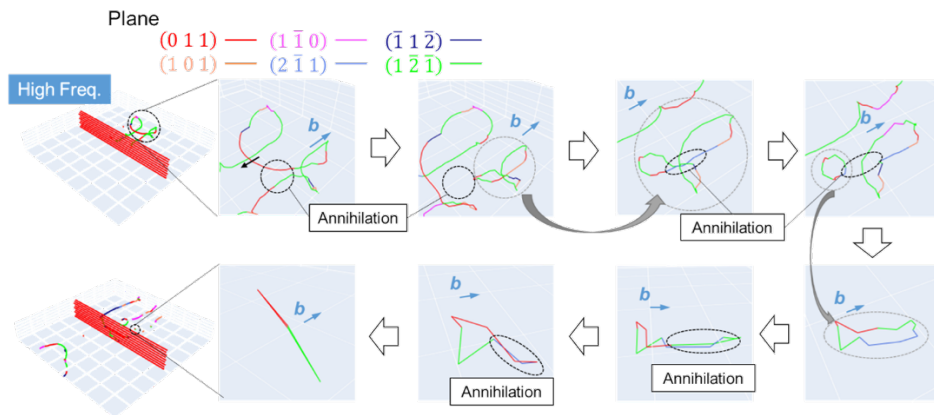 Plane
(0 1 1) (1 1̄ 0) (1̄ 1 2̄)
(1 0 1) (2 1̄ 1) (1 2̄ 1̄)
High Freq.
b
b
b
b
Annihilation
Annihilation
b
b
b
b
Annihilation
Annihilation